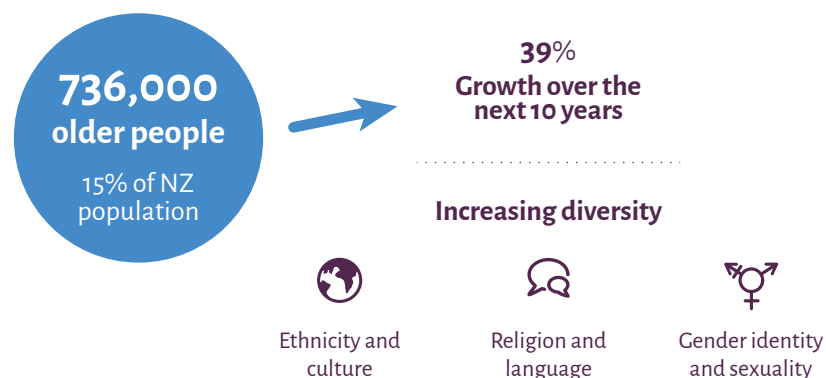 736,000
older people
15% of NZ
population
39%
Growth over the
next 10 years
Increasing diversity
Ethnicity and
culture
Religion and
language
Gender identity
and sexuality